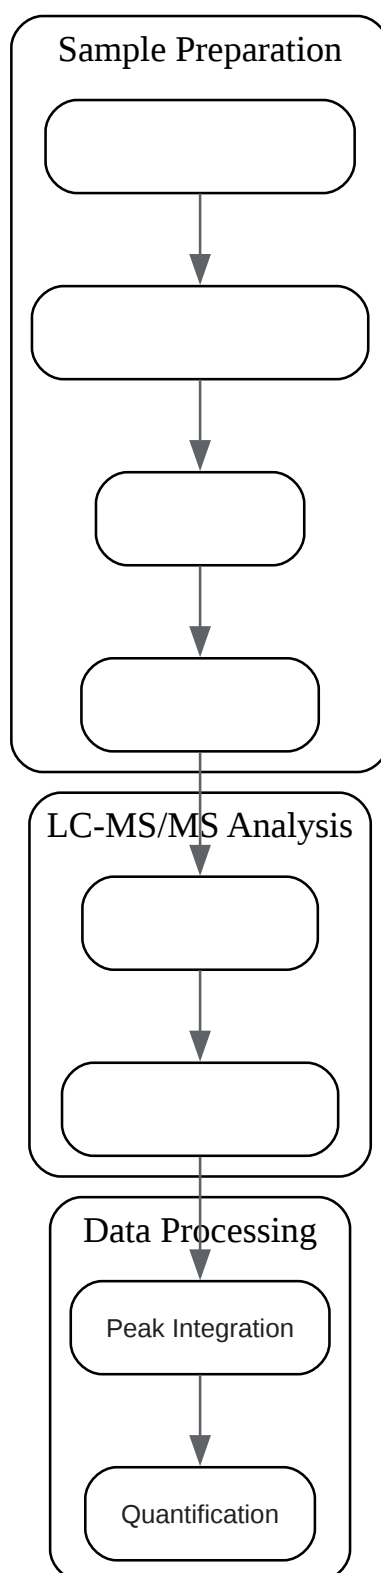 Sample Preparation
LC-MS/MS Analysis
Data Processing
Peak Integration
Quantification